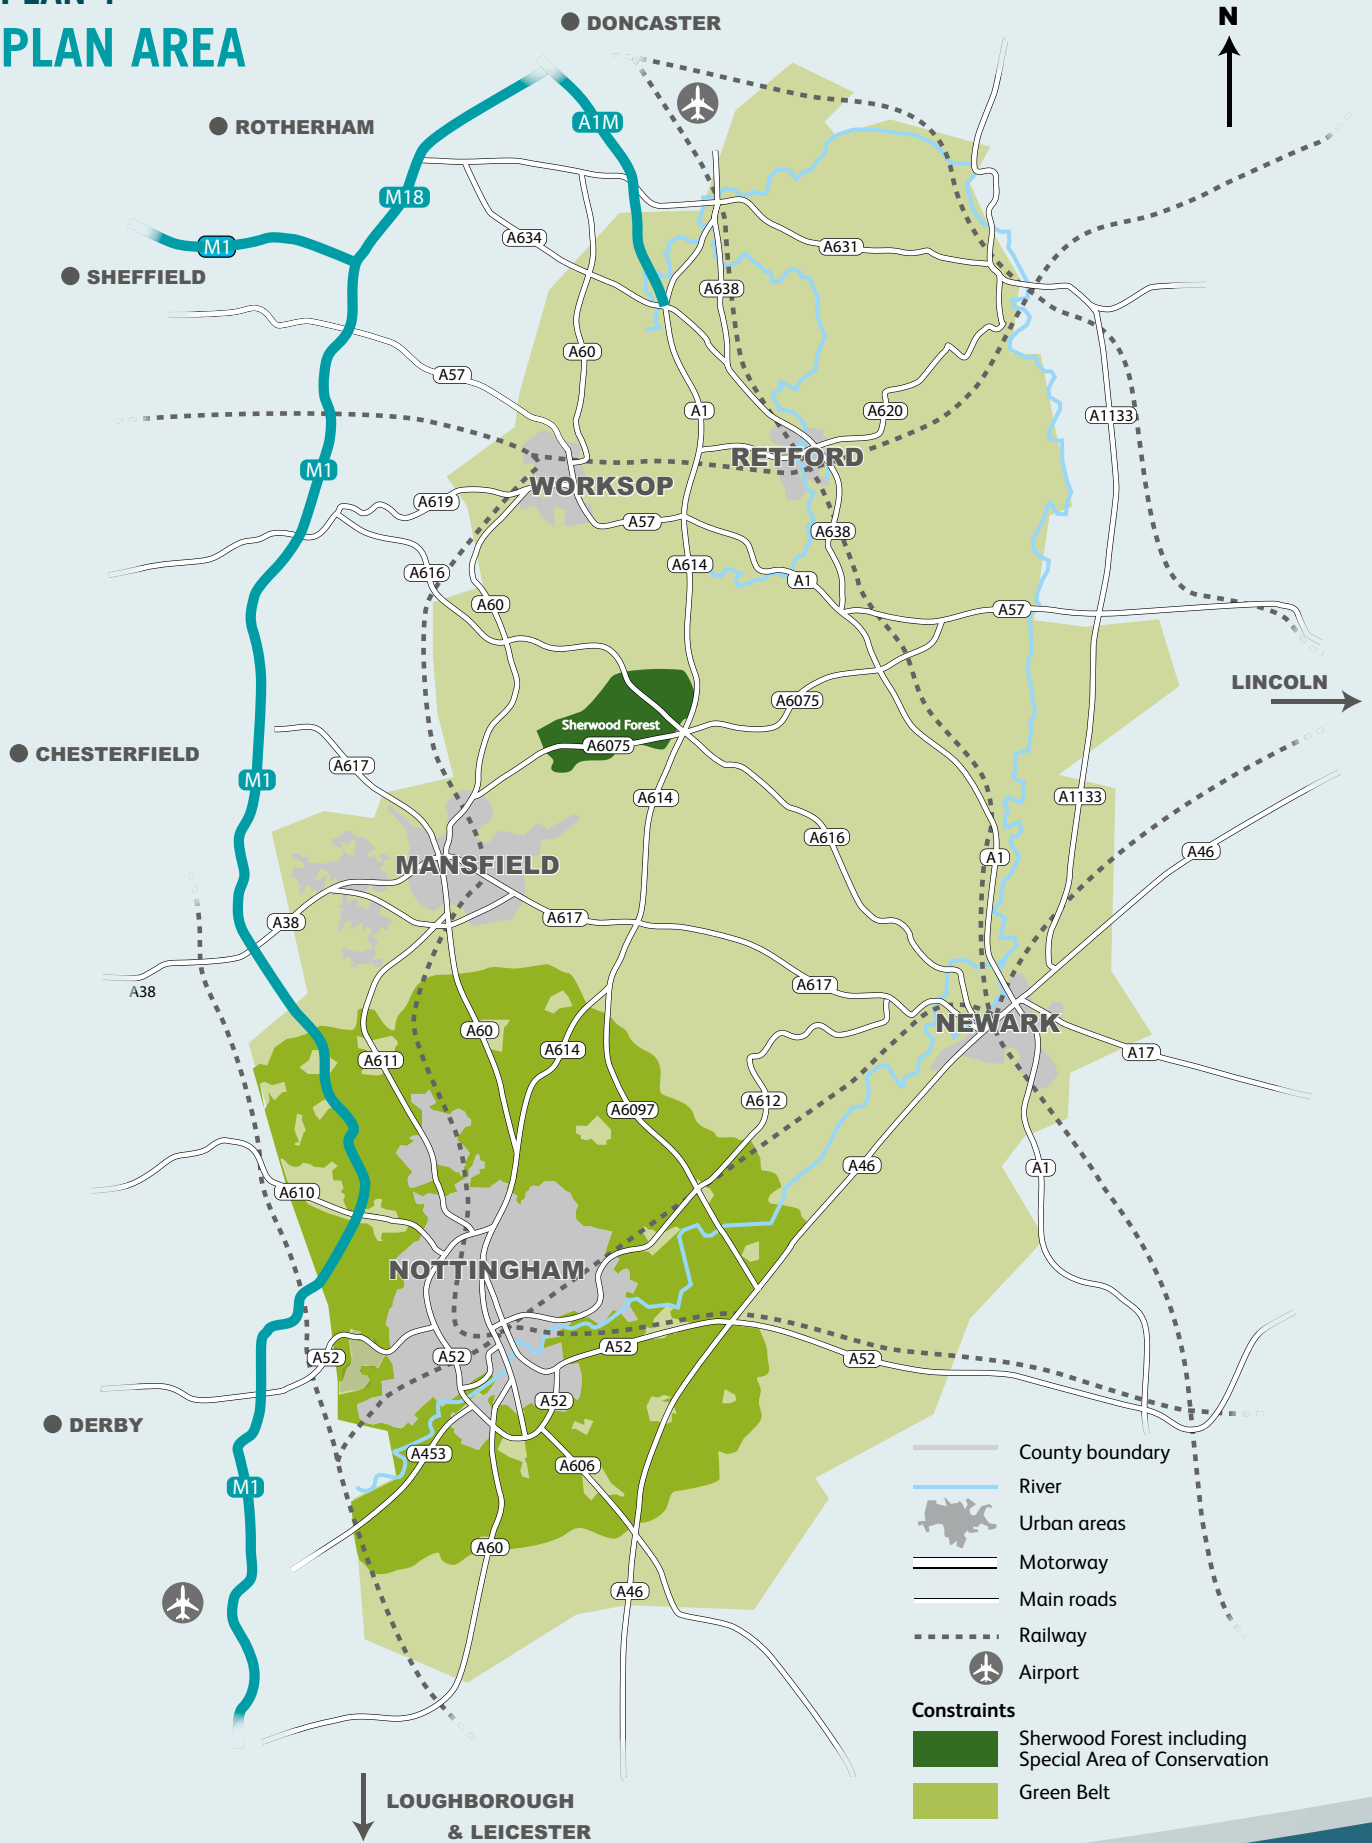 PLAN AREA
DONCASTER
N
ROTHERHAM
A1M
M18
A634
M1
A631
SHEFFIELD
A638
A60
A57
A1
A620
A1133
RETFORD
M1
WORKSOP
A619
A57
A638
A614
A616
A1
A60
A57
LINCOLN
A6075
Sherwood Forest
A6075
CHESTERFIELD
A617
M1
A614
A1133
A616
A46
A1
MANSFIELD
A617
A38
A617
A38
NEWARK
A60
A614
A17
A611
A612
A6097
A46
A1
A610
NOTTINGHAM
A52
A52
A52
A52
A52
DERBY
A453
A606
M1
A60
A46
County boundary
River
Urban areas
Motorway
Main roads
Railway
Airport
Constraints
Sherwood Forest including
Special Area of Conservation
Green Belt
LOUGHBOROUGH
& LEICESTER